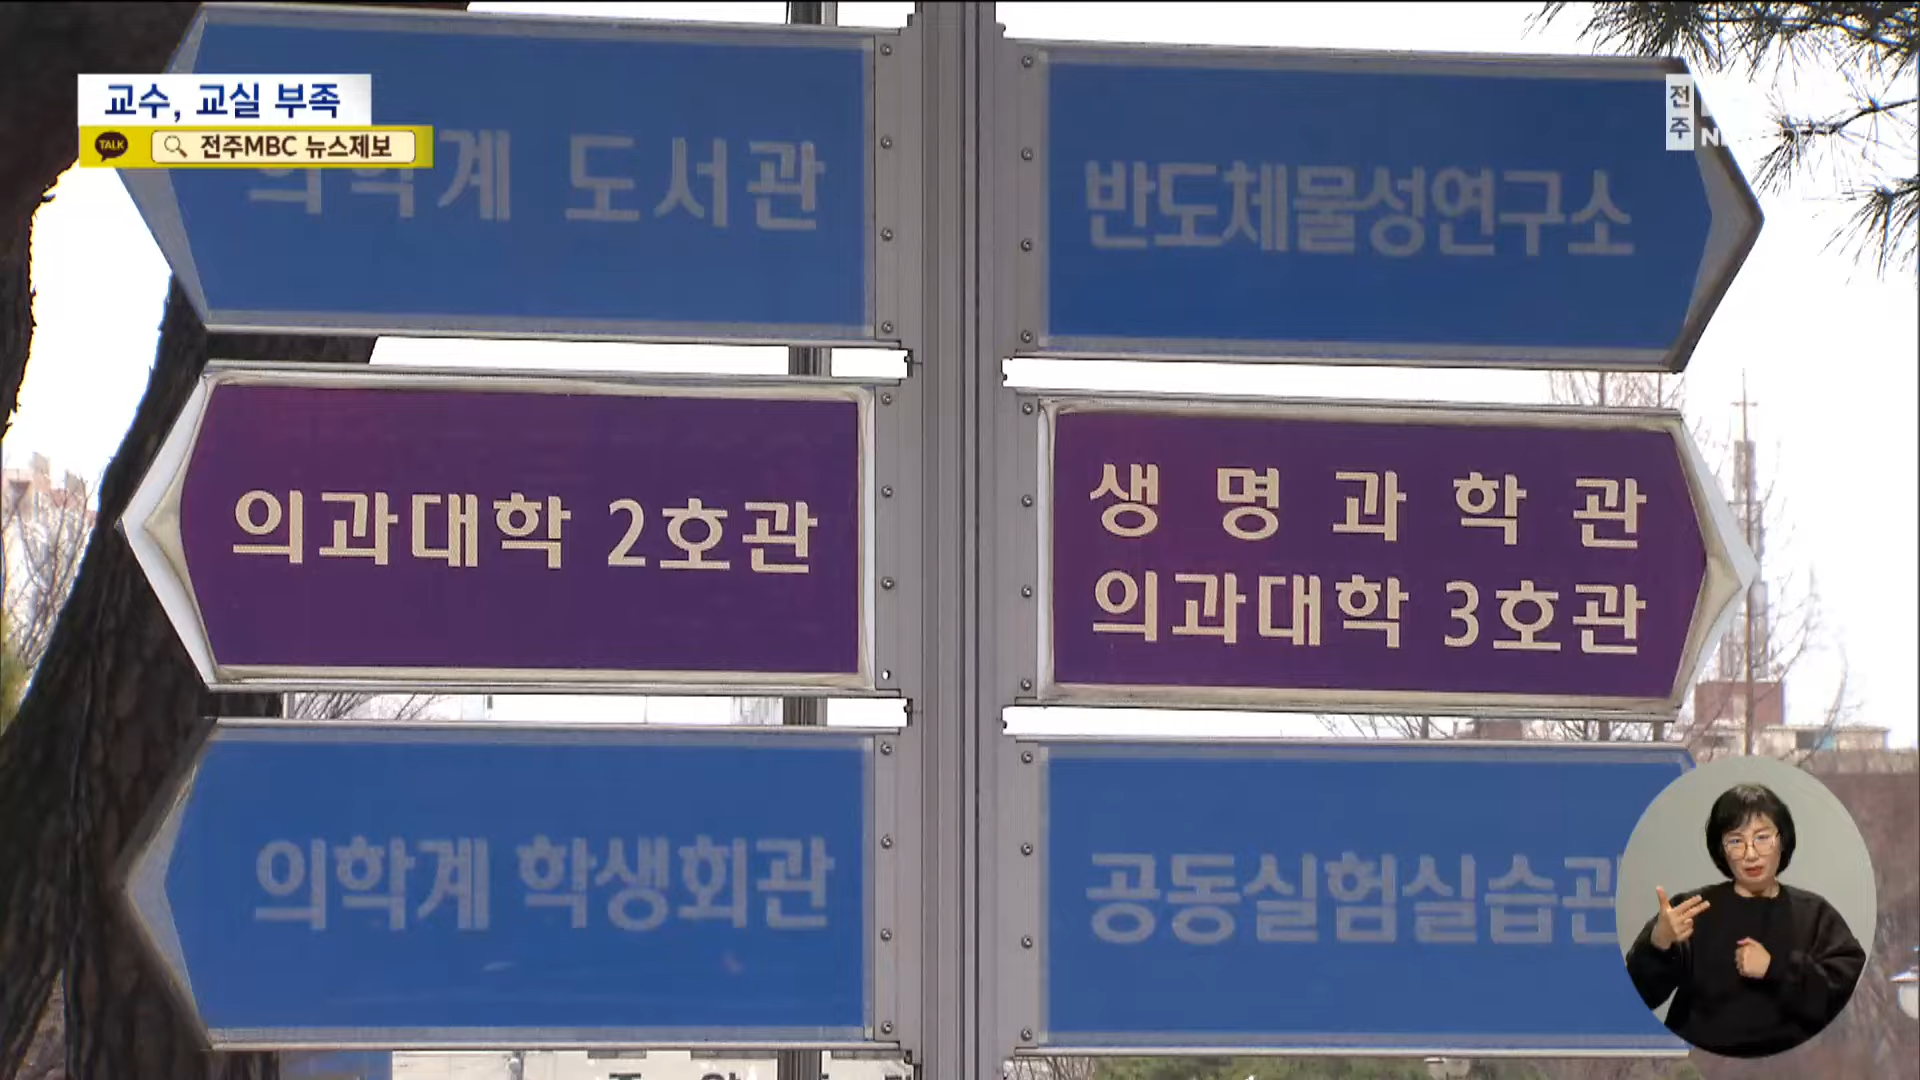 교수, 교실 부족
TALK 전주MBC 뉴스제보
전주
의학계 도서관
반도체물성연구소
의과대학 2호관
생명과학관
의과대학 3호관
의학계 학생회관
공동실험실습관